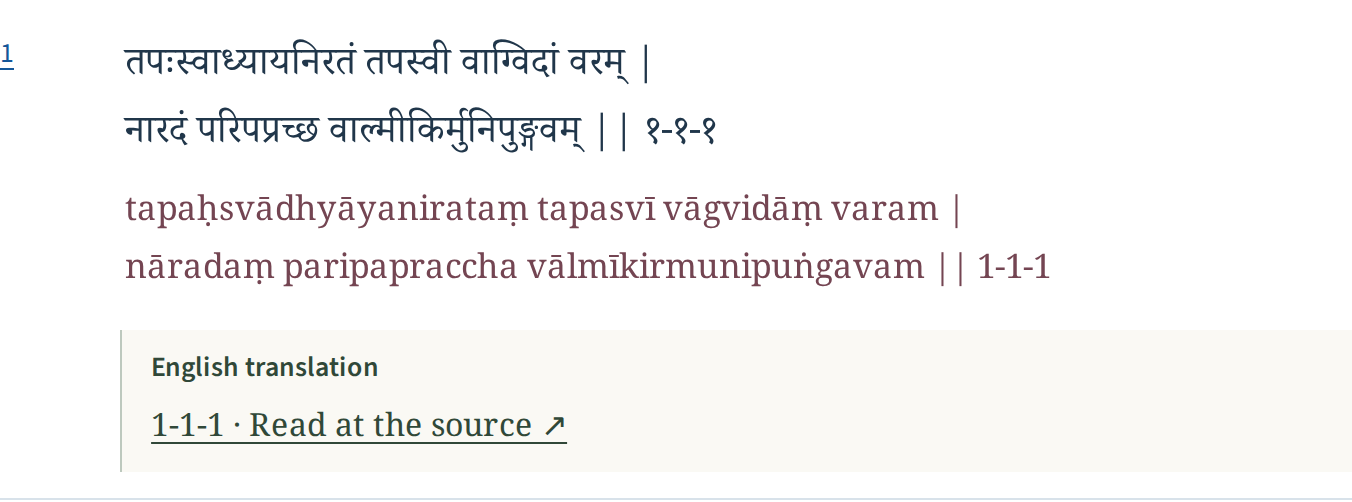 1
तपःस्वाध्यायनिरतं तपस्वी वाग्विदां वरम् |
नारदं परिपप्रच्छ वाल्मीकिर्मुनिपुङ्गवम् || १-१-१
tapaḥsvādhyāyanirataṃ tapasvī vāgvidāṃ varam |
nāradaṃ paripapraccha vālmīkirmunipuṅgavam || 1-1-1
English translation
1-1-1 · Read at the source ↗